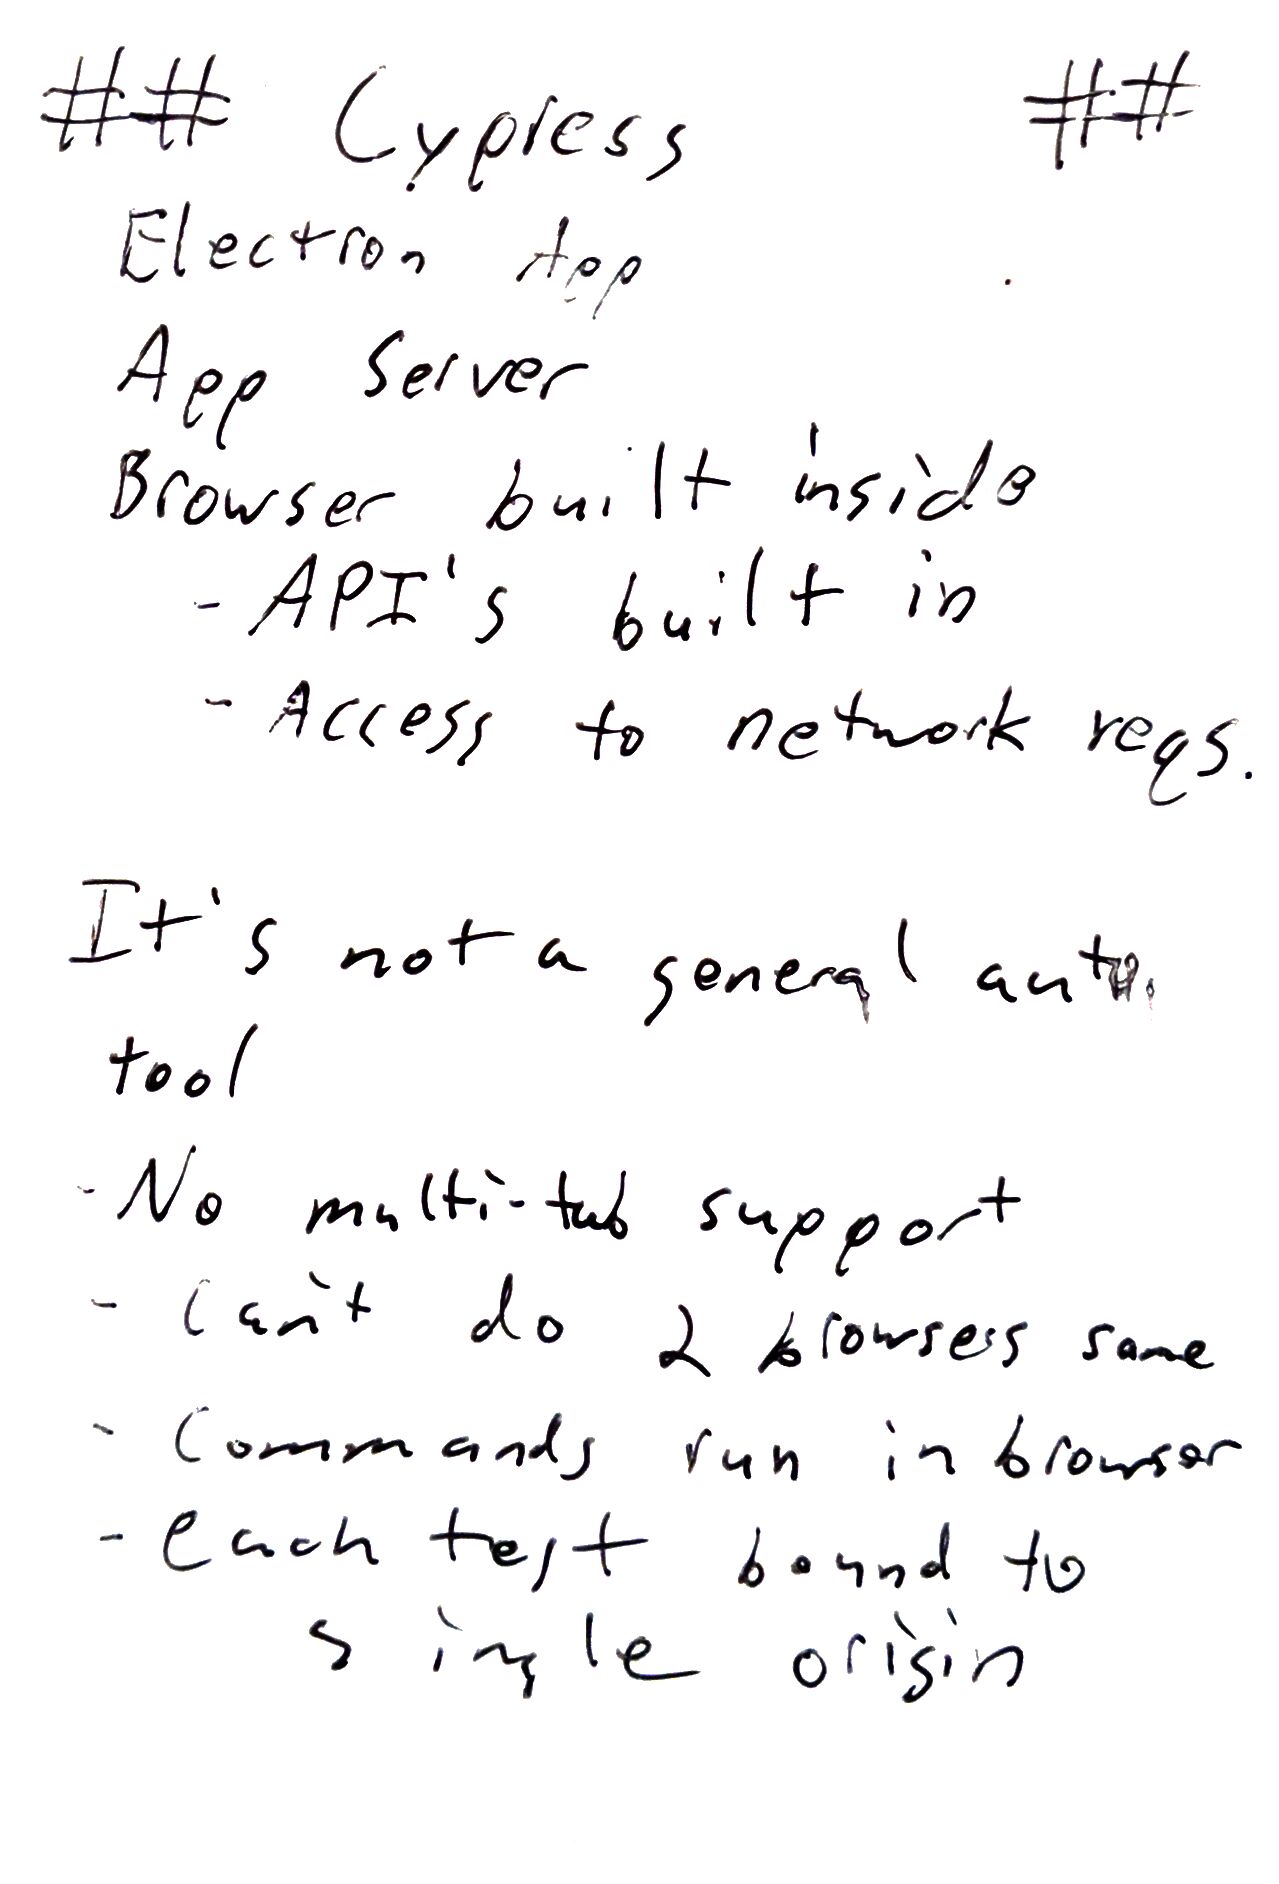 ## Cypress ##
Electron App
App Server
Browser built inside
- API's built in
- Access to network reqs.
It's not a general auto.
tool
- No multi-tab support
- Can't do 2 browsers same
- Commands run in browser
- each test bound to
single origin